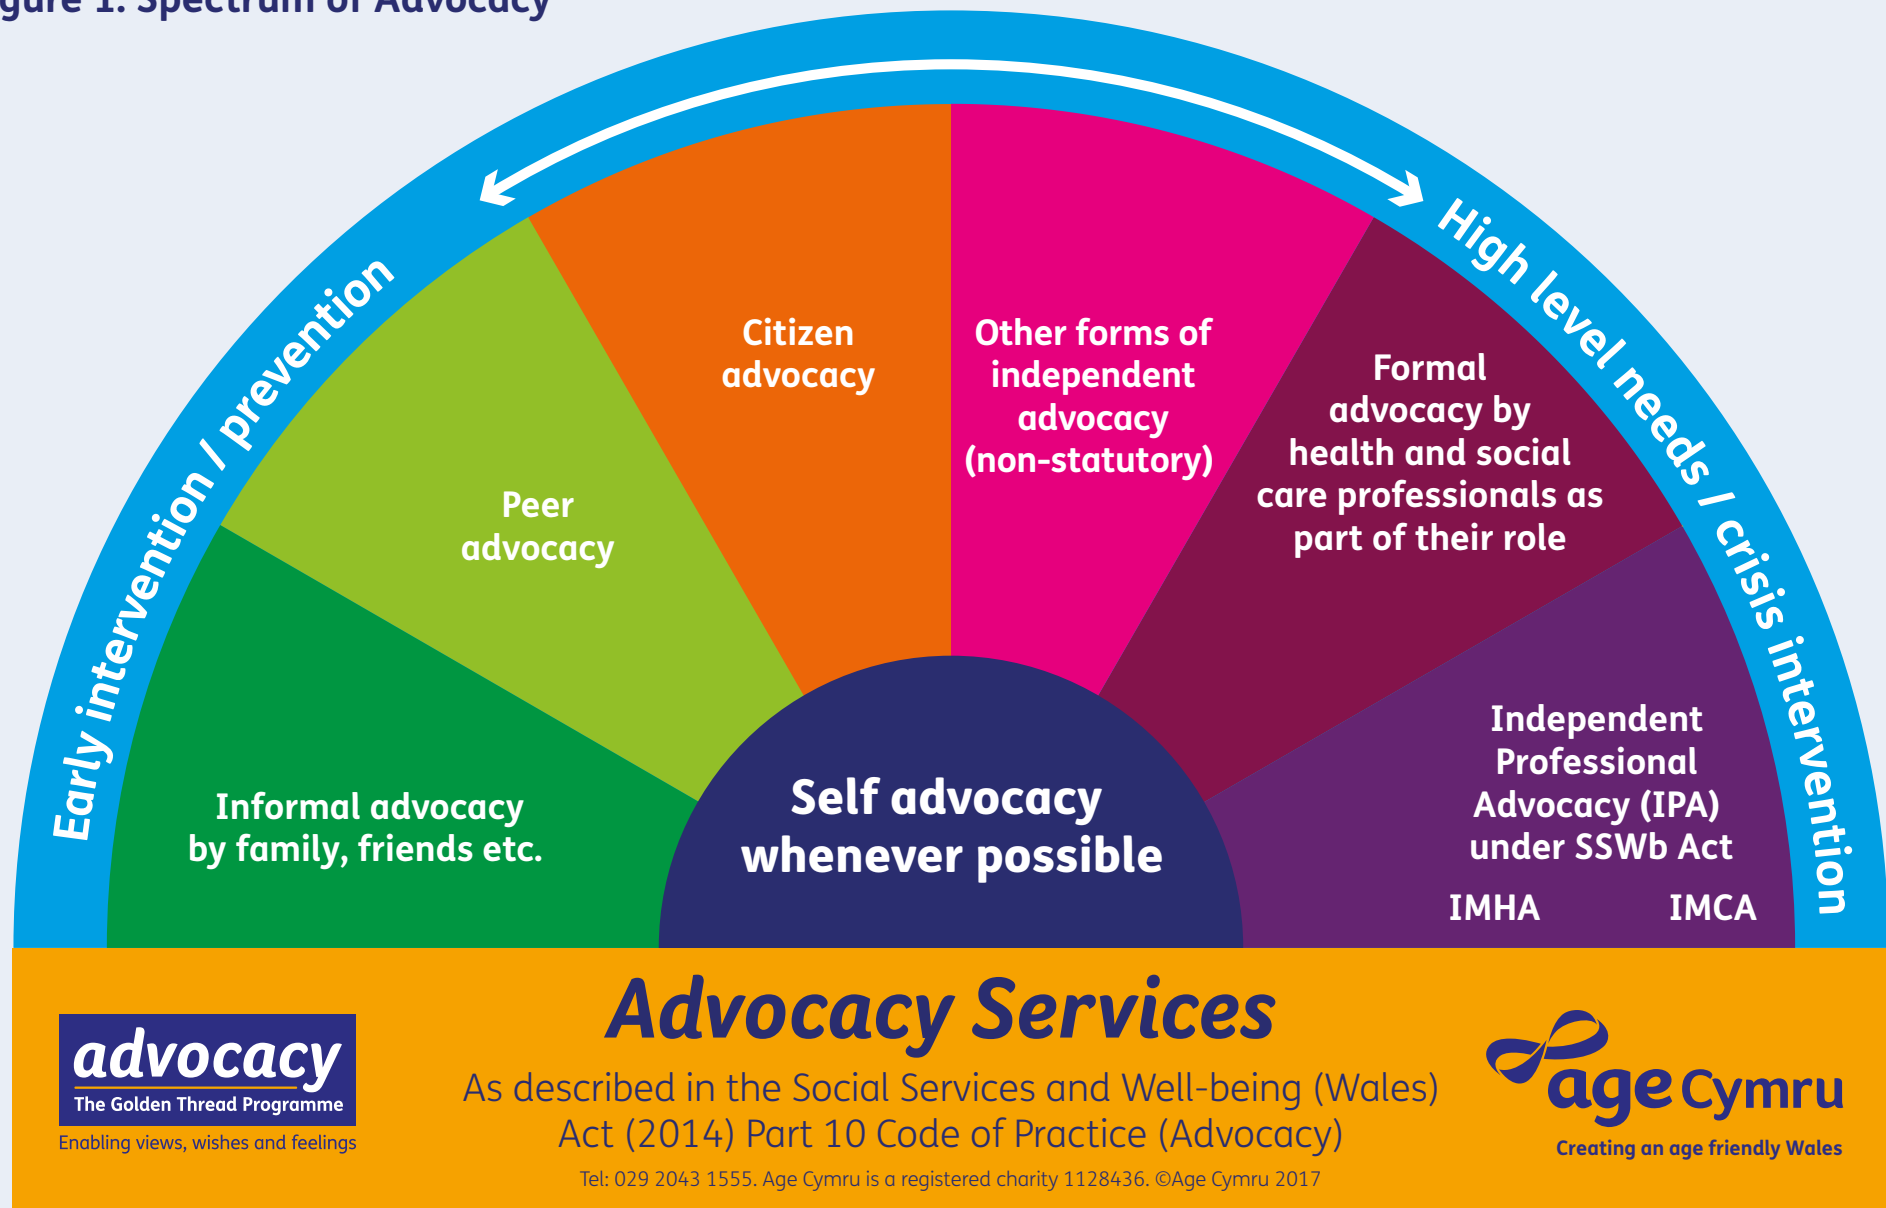 gure 1: Spectrum of Advocacy
Early intervention / prevention
High level needs / crisis intervention
Informal advocacy
by family, friends etc.
Peer
advocacy
Citizen
advocacy
Other forms of
independent
advocacy
(non-statutory)
Formal
advocacy by
health and social
care professionals as
part of their role
Independent
Professional
Advocacy (IPA)
under SSWb Act
IMHA IMCA
Self advocacy
whenever possible
Advocacy Services
As described in the Social Services and Well-being (Wales)
Act (2014) Part 10 Code of Practice (Advocacy)
Tel: 029 2043 1555. Age Cymru is a registered charity 1128436. ©Age Cymru 2017
advocacy
The Golden Thread Programme
Enabling views, wishes and feelings
age Cymru
Creating an age friendly Wales